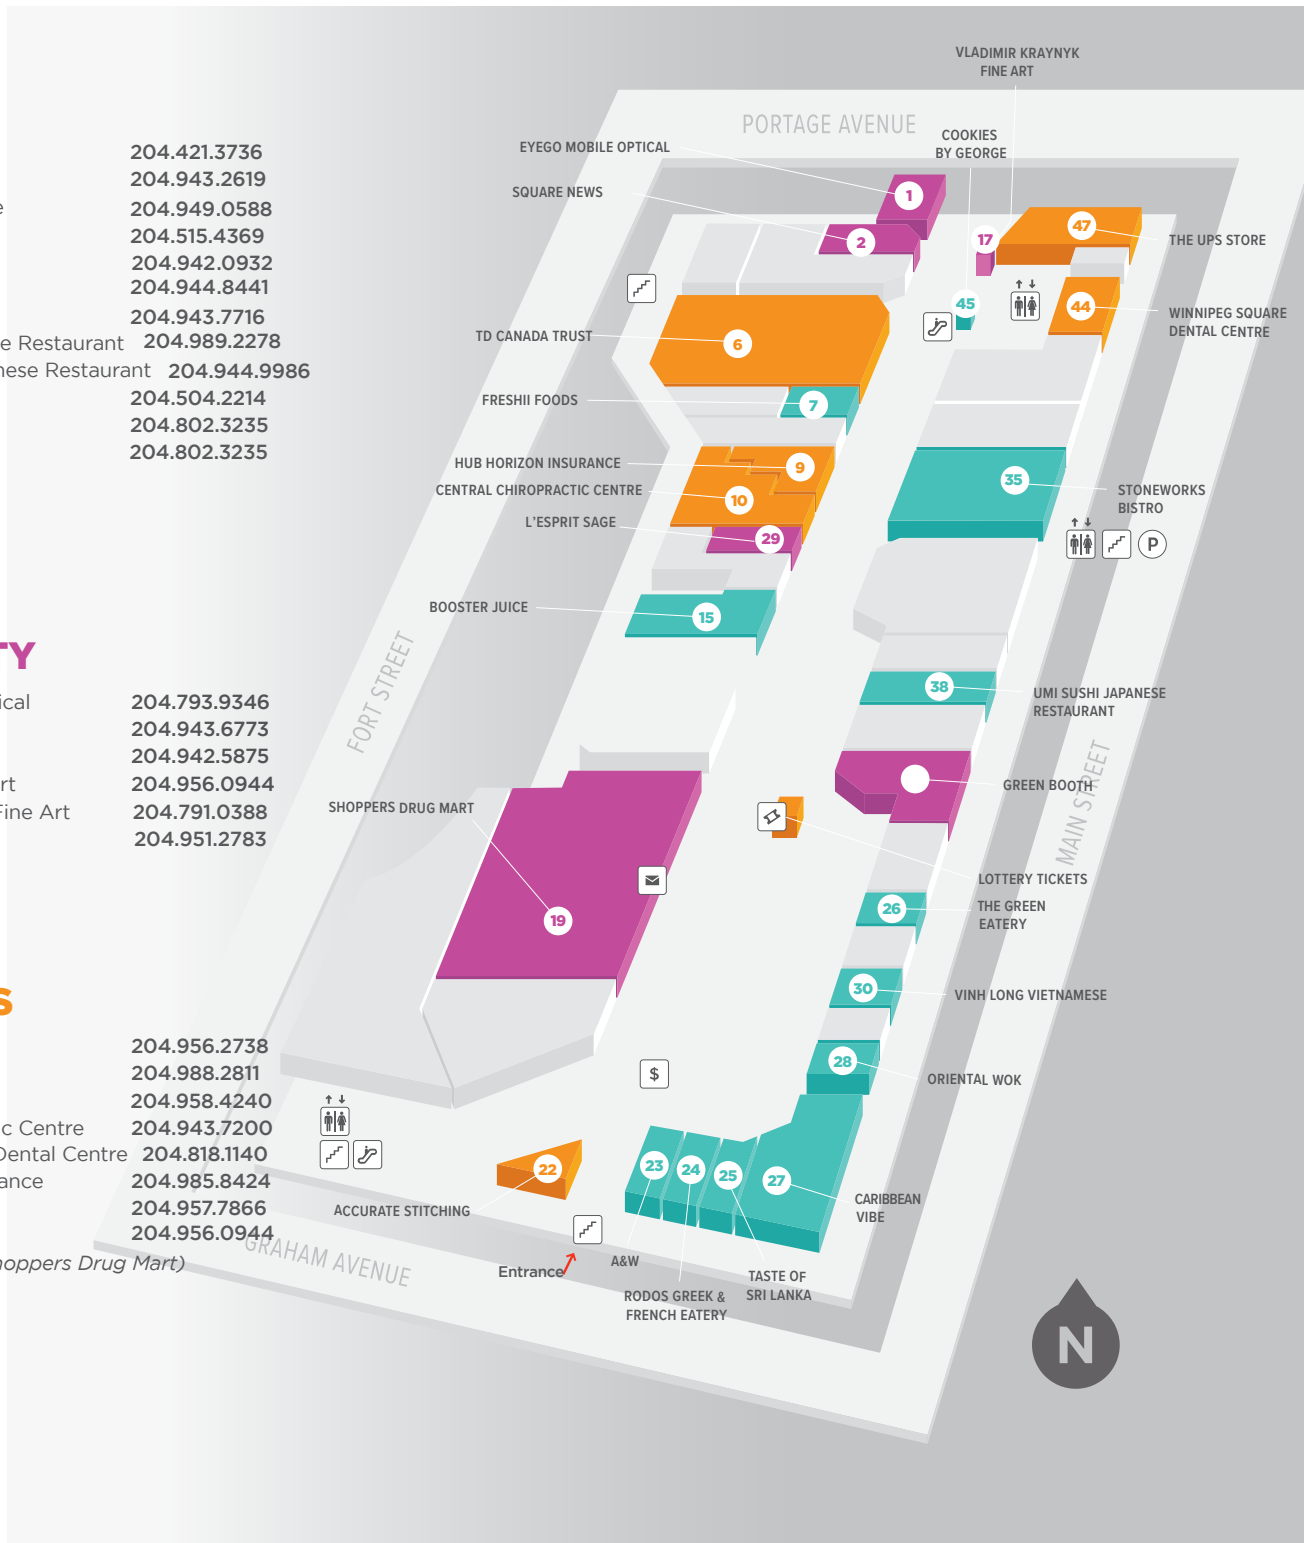 204.421.3736
204.943.2619
e 204.949.0588
204.515.4369
204.942.0932
204.944.8441
204.943.7716
e Restaurant 204.989.2278
nese Restaurant 204.944.9986
204.504.2214
204.802.3235
204.802.3235
TY
ical 204.793.9346
204.943.6773
204.942.5875
rt 204.956.0944
Fine Art 204.791.0388
204.951.2783
S
204.956.2738
204.988.2811
204.958.4240
ic Centre 204.943.7200
Dental Centre 204.818.1140
ance 204.985.8424
204.957.7866
204.956.0944
hoppers Drug Mart)
VLADIMIR KRAYNYK
FINE ART
PORTAGE AVENUE
COOKIES
BY GEORGE
EYEGO MOBILE OPTICAL
SQUARE NEWS
1
2
17
47
THE UPS STORE
45
44
WINNIPEG SQUARE
DENTAL CENTRE
TD CANADA TRUST
6
FRESHII FOODS
7
HUB HORIZON INSURANCE
9
CENTRAL CHIROPRACTIC CENTRE
10
L'ESPRIT SAGE
29
35
STONEWORKS
BISTRO
P
BOOSTER JUICE
15
FORT STREET
38
UMI SUSHI JAPANESE
RESTAURANT
GREEN BOOTH
MAIN STREET
SHOPPERS DRUG MART
19
LOTTERY TICKETS
26
THE GREEN
EATERY
30
VINH LONG VIETNAMESE
28
ORIENTAL WOK
$
22
ACCURATE STITCHING
23
24
25
27
CARIBBEAN
VIBE
GRAHAM AVENUE
Entrance
A&W
RODOS GREEK &
FRENCH EATERY
TASTE OF
SRI LANKA
N